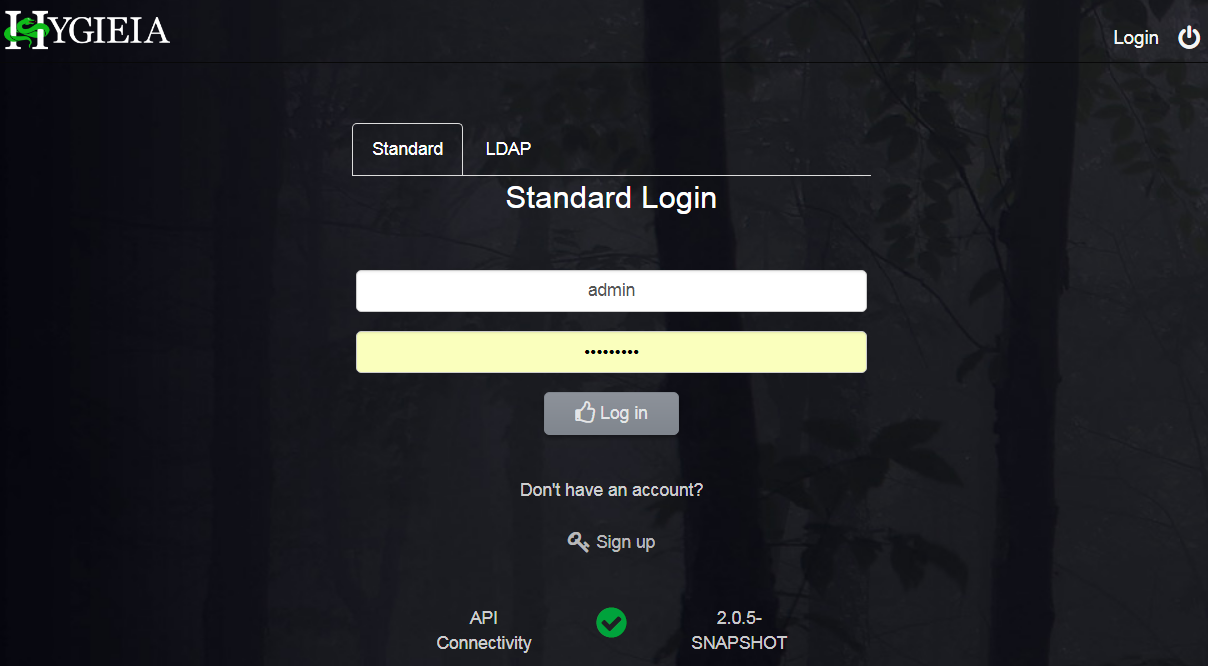 HYGIEIA
Login
Standard
LDAP
Standard Login
admin
•••••••••
Log in
Don't have an account?
Sign up
API
Connectivity
2.0.5-
SNAPSHOT